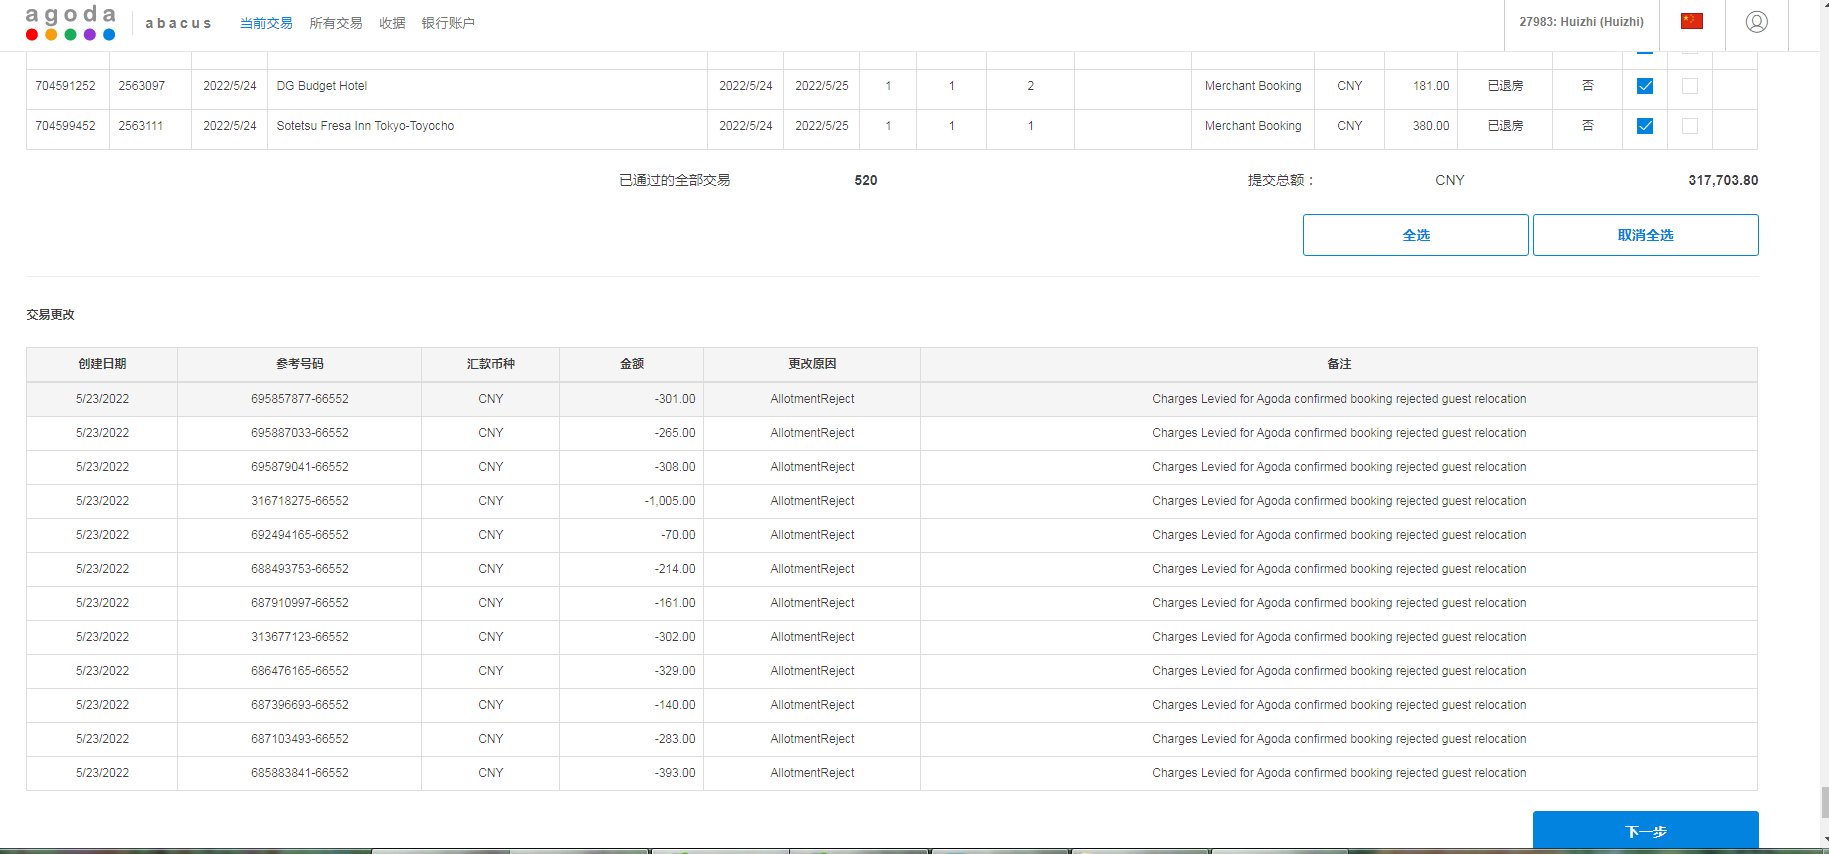 agoda abacus 当前交易 所有交易 收据 银行账户 27983: Huizhi (Huizhi)
704591252 2563097 2022/5/24 DG Budget Hotel 2022/5/24 2022/5/25 1 1 2 Merchant Booking CNY 181.00 已退房 否
704599452 2563111 2022/5/24 Sotetsu Fresa Inn Tokyo-Toyocho 2022/5/24 2022/5/25 1 1 1 Merchant Booking CNY 380.00 已退房 否
已通过的全部交易 520 提交总额： CNY 317,703.80
全选 取消全选
交易更改
创建日期 参考号码 汇款币种 金额 更改原因 备注
5/23/2022 695857877-66552 CNY -301.00 AllotmentReject Charges Levied for Agoda confirmed booking rejected guest relocation
5/23/2022 695887033-66552 CNY -265.00 AllotmentReject Charges Levied for Agoda confirmed booking rejected guest relocation
5/23/2022 695879041-66552 CNY -308.00 AllotmentReject Charges Levied for Agoda confirmed booking rejected guest relocation
5/23/2022 316718275-66552 CNY -1,005.00 AllotmentReject Charges Levied for Agoda confirmed booking rejected guest relocation
5/23/2022 692494165-66552 CNY -70.00 AllotmentReject Charges Levied for Agoda confirmed booking rejected guest relocation
5/23/2022 688493753-66552 CNY -214.00 AllotmentReject Charges Levied for Agoda confirmed booking rejected guest relocation
5/23/2022 687910997-66552 CNY -161.00 AllotmentReject Charges Levied for Agoda confirmed booking rejected guest relocation
5/23/2022 313677123-66552 CNY -302.00 AllotmentReject Charges Levied for Agoda confirmed booking rejected guest relocation
5/23/2022 686476165-66552 CNY -329.00 AllotmentReject Charges Levied for Agoda confirmed booking rejected guest relocation
5/23/2022 687396693-66552 CNY -140.00 AllotmentReject Charges Levied for Agoda confirmed booking rejected guest relocation
5/23/2022 687103493-66552 CNY -283.00 AllotmentReject Charges Levied for Agoda confirmed booking rejected guest relocation
5/23/2022 685883841-66552 CNY -393.00 AllotmentReject Charges Levied for Agoda confirmed booking rejected guest relocation
下一步